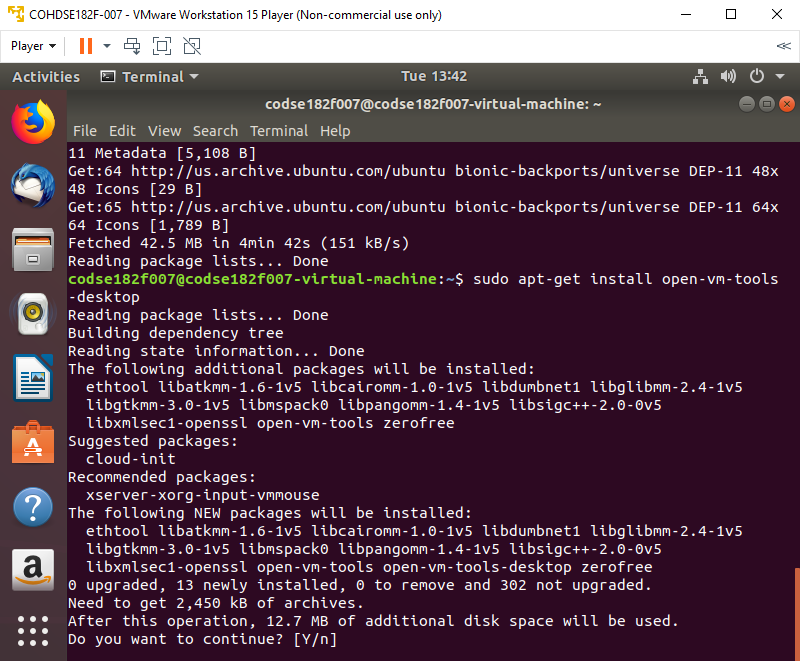 COHDSE182F-007 - VMware Workstation 15 Player (Non-commercial use only)
Player
Activities Terminal Tue 13:42
codse182f007@codse182f007-virtual-machine: ~
File Edit View Search Terminal Help
11 Metadata [5,108 B]
Get:64 http://us.archive.ubuntu.com/ubuntu bionic-backports/universe DEP-11 48x
48 Icons [29 B]
Get:65 http://us.archive.ubuntu.com/ubuntu bionic-backports/universe DEP-11 64x
64 Icons [1,789 B]
Fetched 42.5 MB in 4min 42s (151 kB/s)
Reading package lists... Done
codse182f007@codse182f007-virtual-machine:~$ sudo apt-get install open-vm-tools
-desktop
Reading package lists... Done
Building dependency tree
Reading state information... Done
The following additional packages will be installed:
ethtool libatkmm-1.6-1v5 libcairomm-1.0-1v5 libdumbnet1 libglibmm-2.4-1v5
libgtkmm-3.0-1v5 libmspack0 libpangomm-1.4-1v5 libsigc++-2.0-0v5
libxmlsec1-openssl open-vm-tools zerofree
Suggested packages:
cloud-init
Recommended packages:
xserver-xorg-input-vmmouse
The following NEW packages will be installed:
ethtool libatkmm-1.6-1v5 libcairomm-1.0-1v5 libdumbnet1 libglibmm-2.4-1v5
libgtkmm-3.0-1v5 libmspack0 libpangomm-1.4-1v5 libsigc++-2.0-0v5
libxmlsec1-openssl open-vm-tools open-vm-tools-desktop zerofree
0 upgraded, 13 newly installed, 0 to remove and 302 not upgraded.
Need to get 2,450 kB of archives.
After this operation, 12.7 MB of additional disk space will be used.
Do you want to continue? [Y/n]